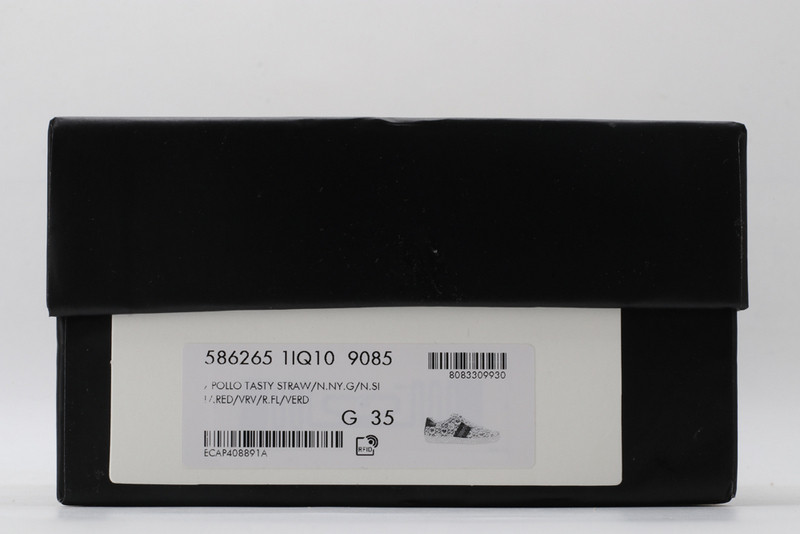 586265 1IQ10 9085
8083309930
POLLO TASTY STRAW/N.NY.G/N.SI
.RED/VRV/R.FL/VERD
G 35
ECAP408891A
RFID